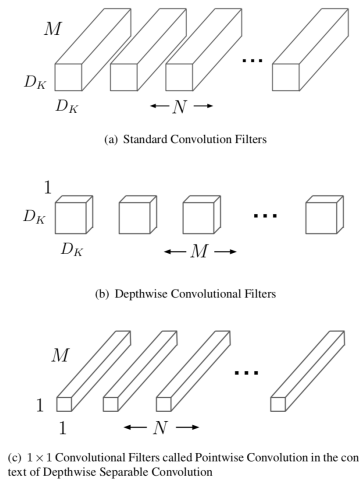 M
D_K
D_K
N
...
(a) Standard Convolution Filters
1
D_K
D_K
M
...
(b) Depthwise Convolutional Filters
M
1
1
N
...
(c) 1 × 1 Convolutional Filters called Pointwise Convolution in the con-
text of Depthwise Separable Convolution